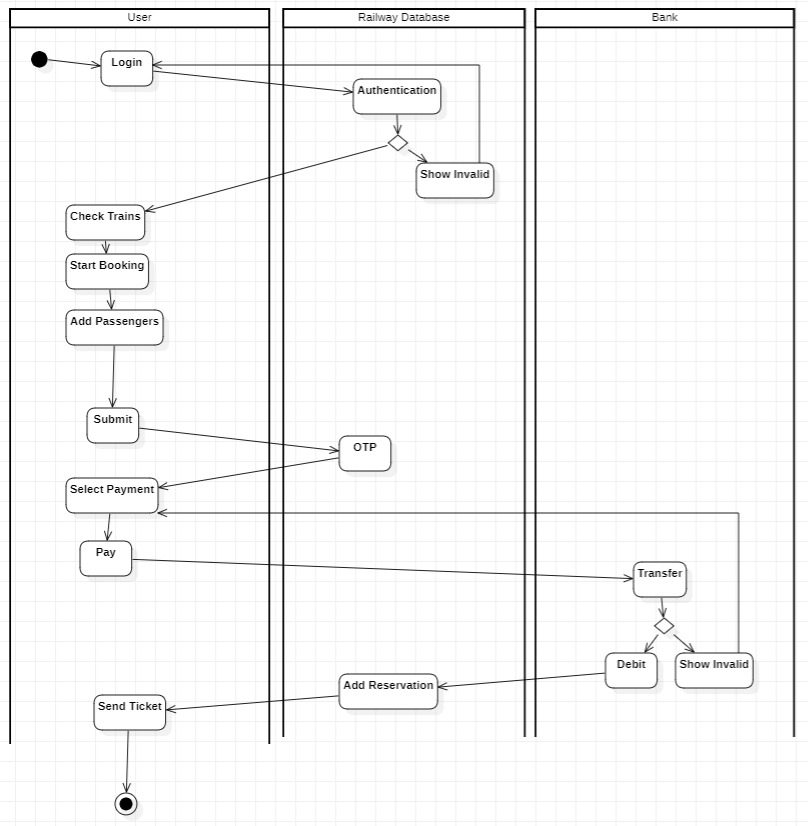 User
Railway Database
Bank
Login
Authentication
Show Invalid
Check Trains
Start Booking
Add Passengers
Submit
OTP
Select Payment
Pay
Transfer
Debit
Show Invalid
Add Reservation
Send Ticket